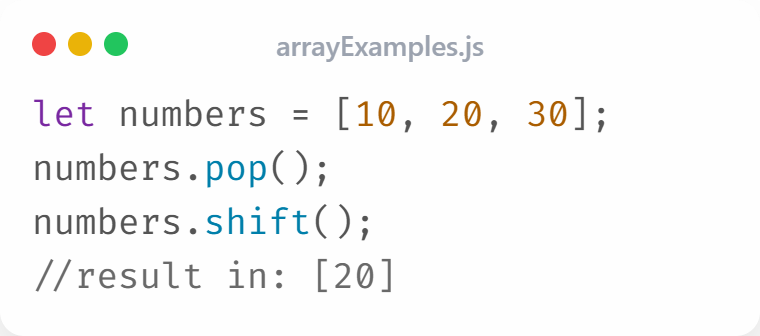 arrayExamples.js
let numbers = [10, 20, 30];
numbers.pop();
numbers.shift();
//result in: [20]